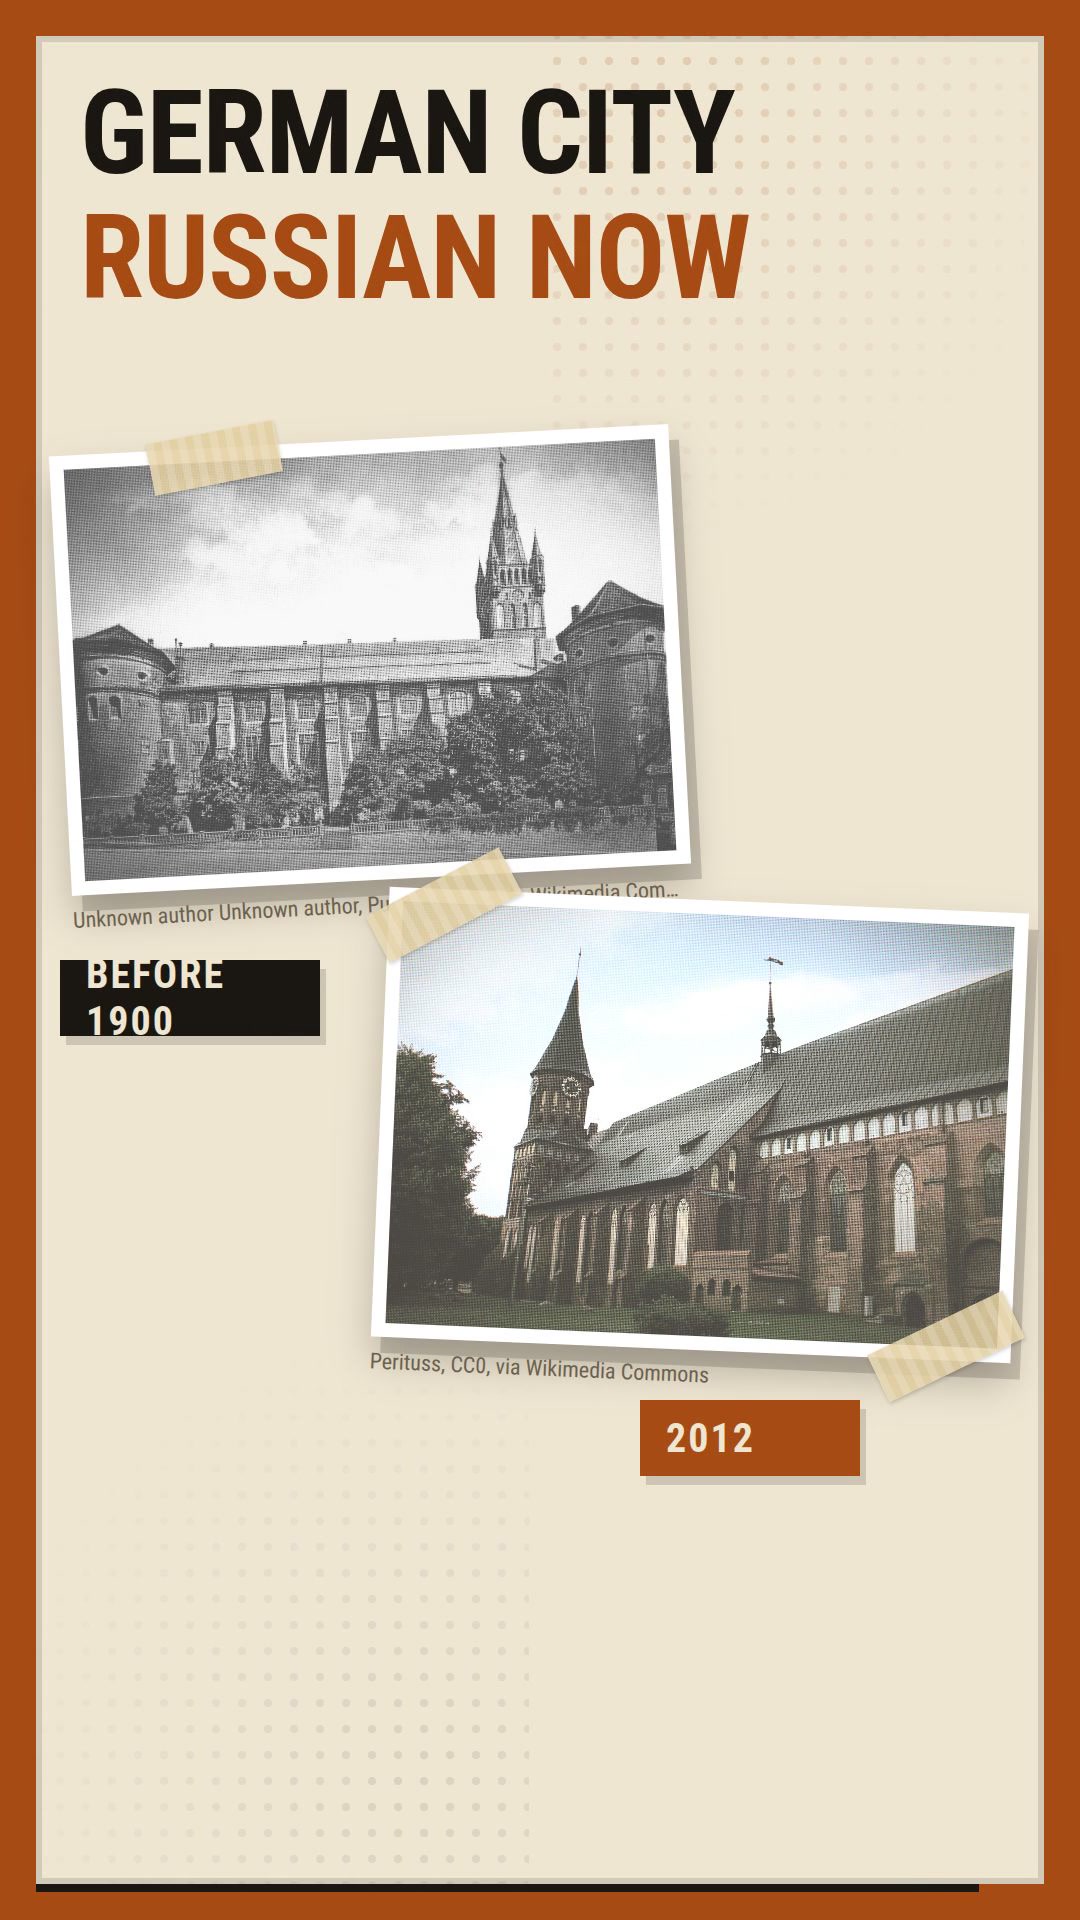 GERMAN CITY
RUSSIAN NOW
Unknown author Unknown author, Pu
Wikimedia Com…
BEFORE
1900
Perituss, CC0, via Wikimedia Commons
2012